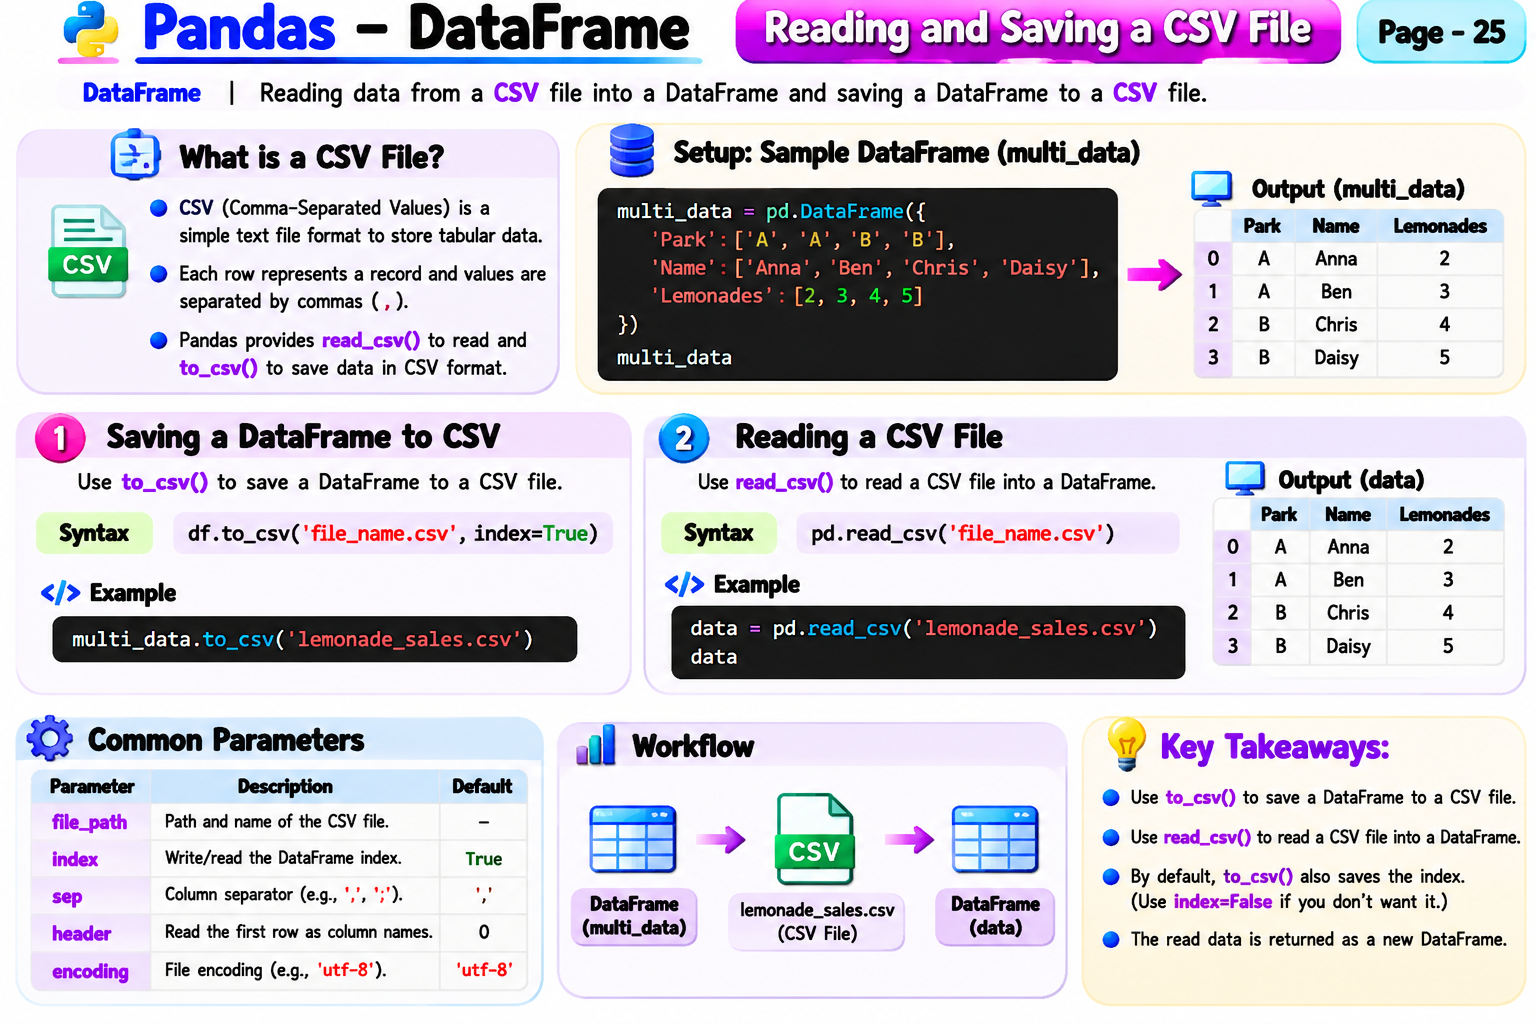 Pandas – DataFrame
Reading and Saving a CSV File
Page - 25
DataFrame | Reading data from a CSV file into a DataFrame and saving a DataFrame to a CSV file.
What is a CSV File?
CSV
CSV (Comma-Separated Values) is a
simple text file format to store tabular data.
Each row represents a record and values are
separated by commas ( , ).
Pandas provides read_csv() to read and
to_csv() to save data in CSV format.
Setup: Sample DataFrame (multi_data)
multi_data = pd.DataFrame({
'Park': ['A', 'A', 'B', 'B'],
'Name': ['Anna', 'Ben', 'Chris', 'Daisy'],
'Lemonades': [2, 3, 4, 5]
})
multi_data
Output (multi_data)
Park Name Lemonades
0 A Anna 2
1 A Ben 3
2 B Chris 4
3 B Daisy 5
1 Saving a DataFrame to CSV
Use to_csv() to save a DataFrame to a CSV file.
Syntax df.to_csv('file_name.csv', index=True)
</> Example
multi_data.to_csv('lemonade_sales.csv')
2 Reading a CSV File
Use read_csv() to read a CSV file into a DataFrame.
Syntax pd.read_csv('file_name.csv')
</> Example
data = pd.read_csv('lemonade_sales.csv')
data
Output (data)
Park Name Lemonades
0 A Anna 2
1 A Ben 3
2 B Chris 4
3 B Daisy 5
Common Parameters
Parameter Description Default
file_path Path and name of the CSV file. –
index Write/read the DataFrame index. True
sep Column separator (e.g., ',', ';'). ','
header Read the first row as column names. 0
encoding File encoding (e.g., 'utf-8'). 'utf-8'
Workflow
CSV
DataFrame
(multi_data)
lemonade_sales.csv
(CSV File)
DataFrame
(data)
Key Takeaways:
Use to_csv() to save a DataFrame to a CSV file.
Use read_csv() to read a CSV file into a DataFrame.
By default, to_csv() also saves the index.
(Use index=False if you don't want it.)
The read data is returned as a new DataFrame.